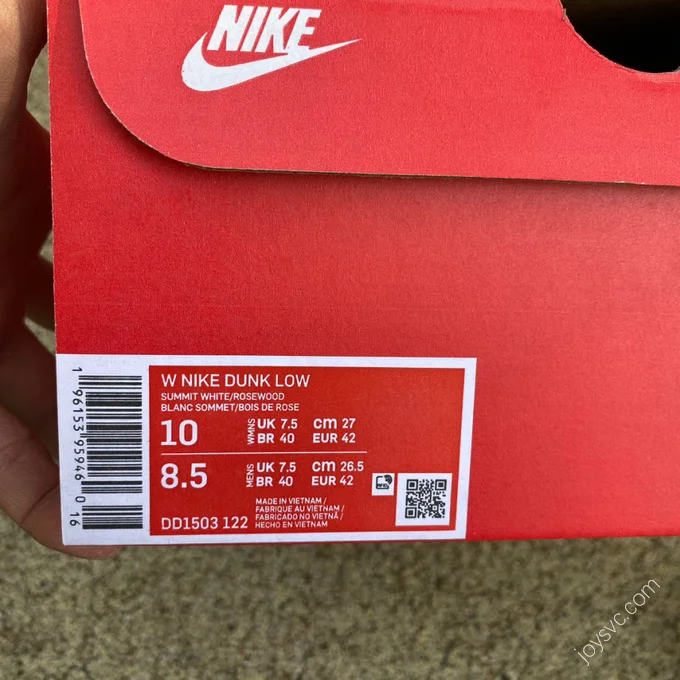 NIKE
W NIKE DUNK LOW
SUMMIT WHITE/ROSEWOOD
BLANC SOMMET/BOIS DE ROSE
10 WMNS UK 7.5 cm 27
BR 40 EUR 42
8.5 MENS UK 7.5 cm 26.5
BR 40 EUR 42
DD1503 122
MADE IN VIETNAM/
FABRIQUE AU VIETNAM/
FABRICADO NO VIETNÃ/
HECHO EN VIETNAM
1 96153 95946 0 16
joysvc.com